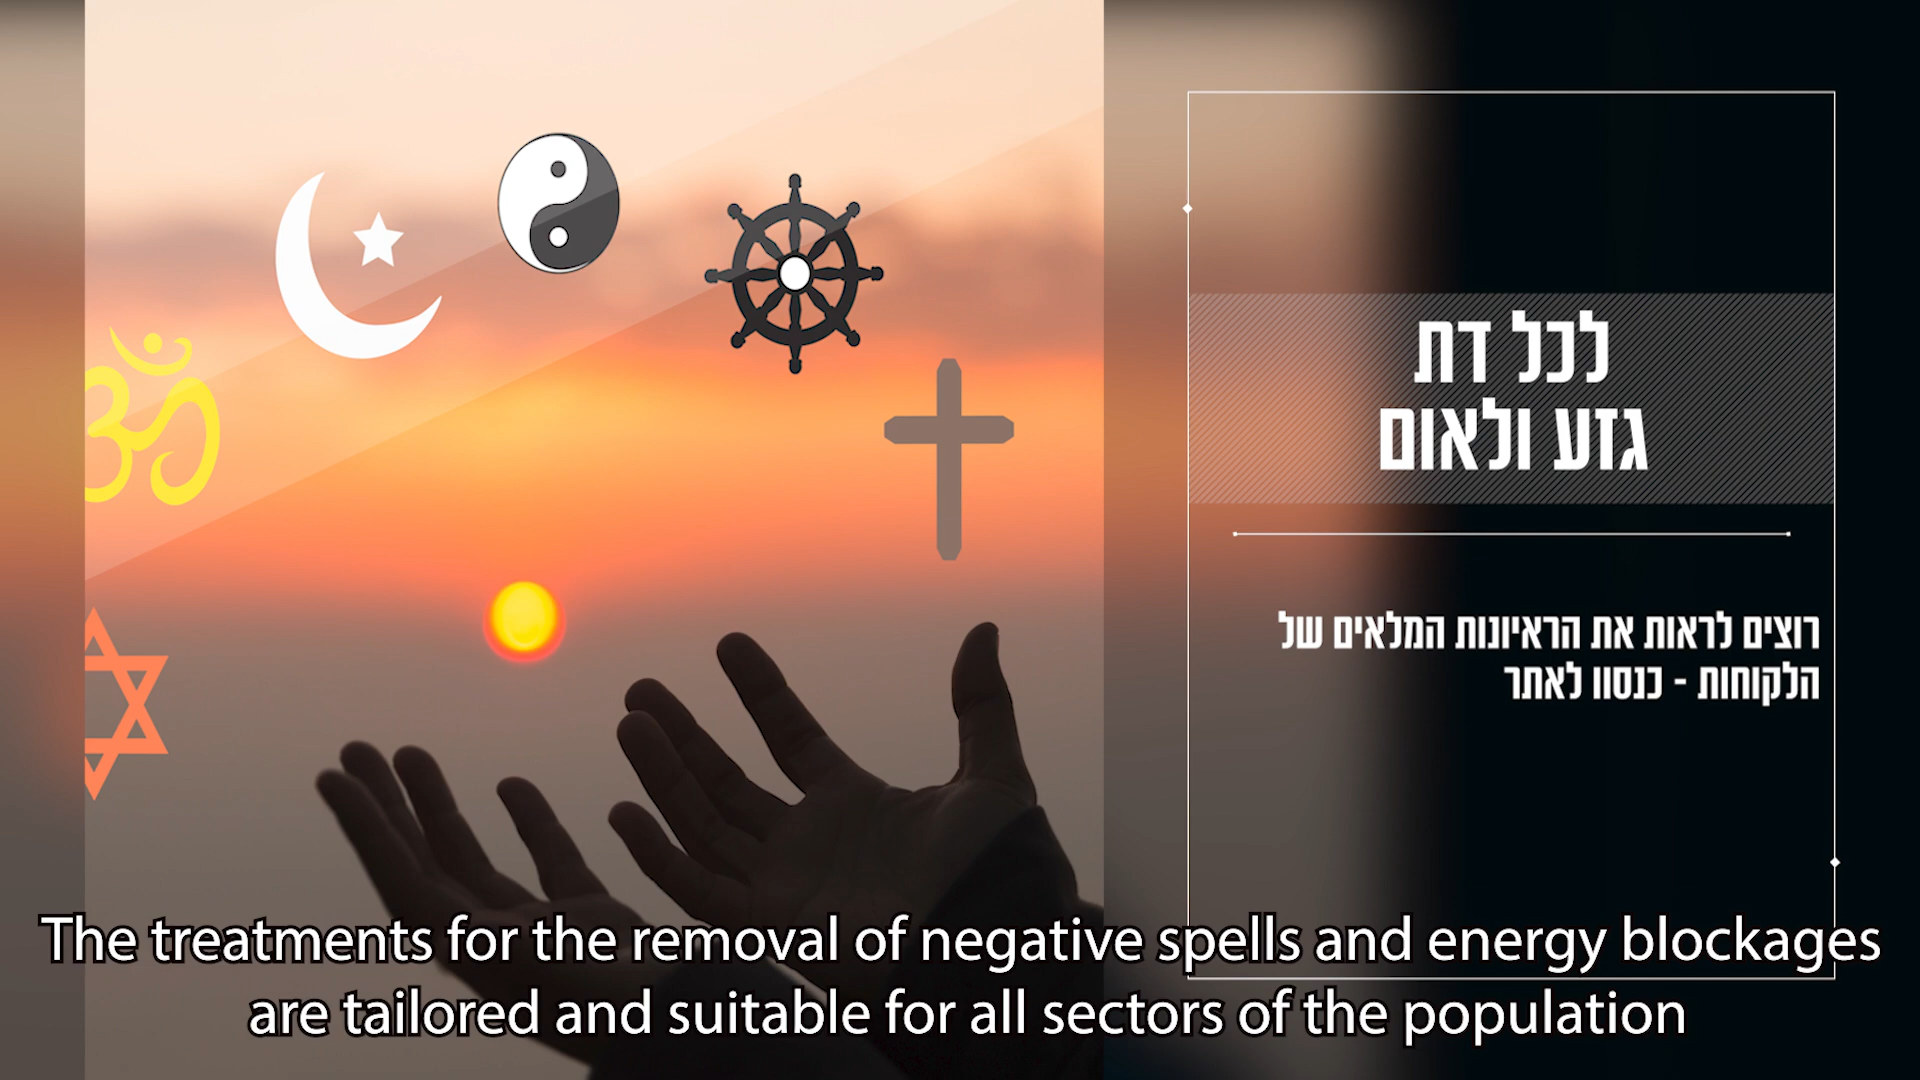 לכל דת
גזע ולאום
רוצים לראות את הראיונות המלאים של
הלקוחות - כנסוו לאתר
The treatments for the removal of negative spells and energy blockages
are tailored and suitable for all sectors of the population